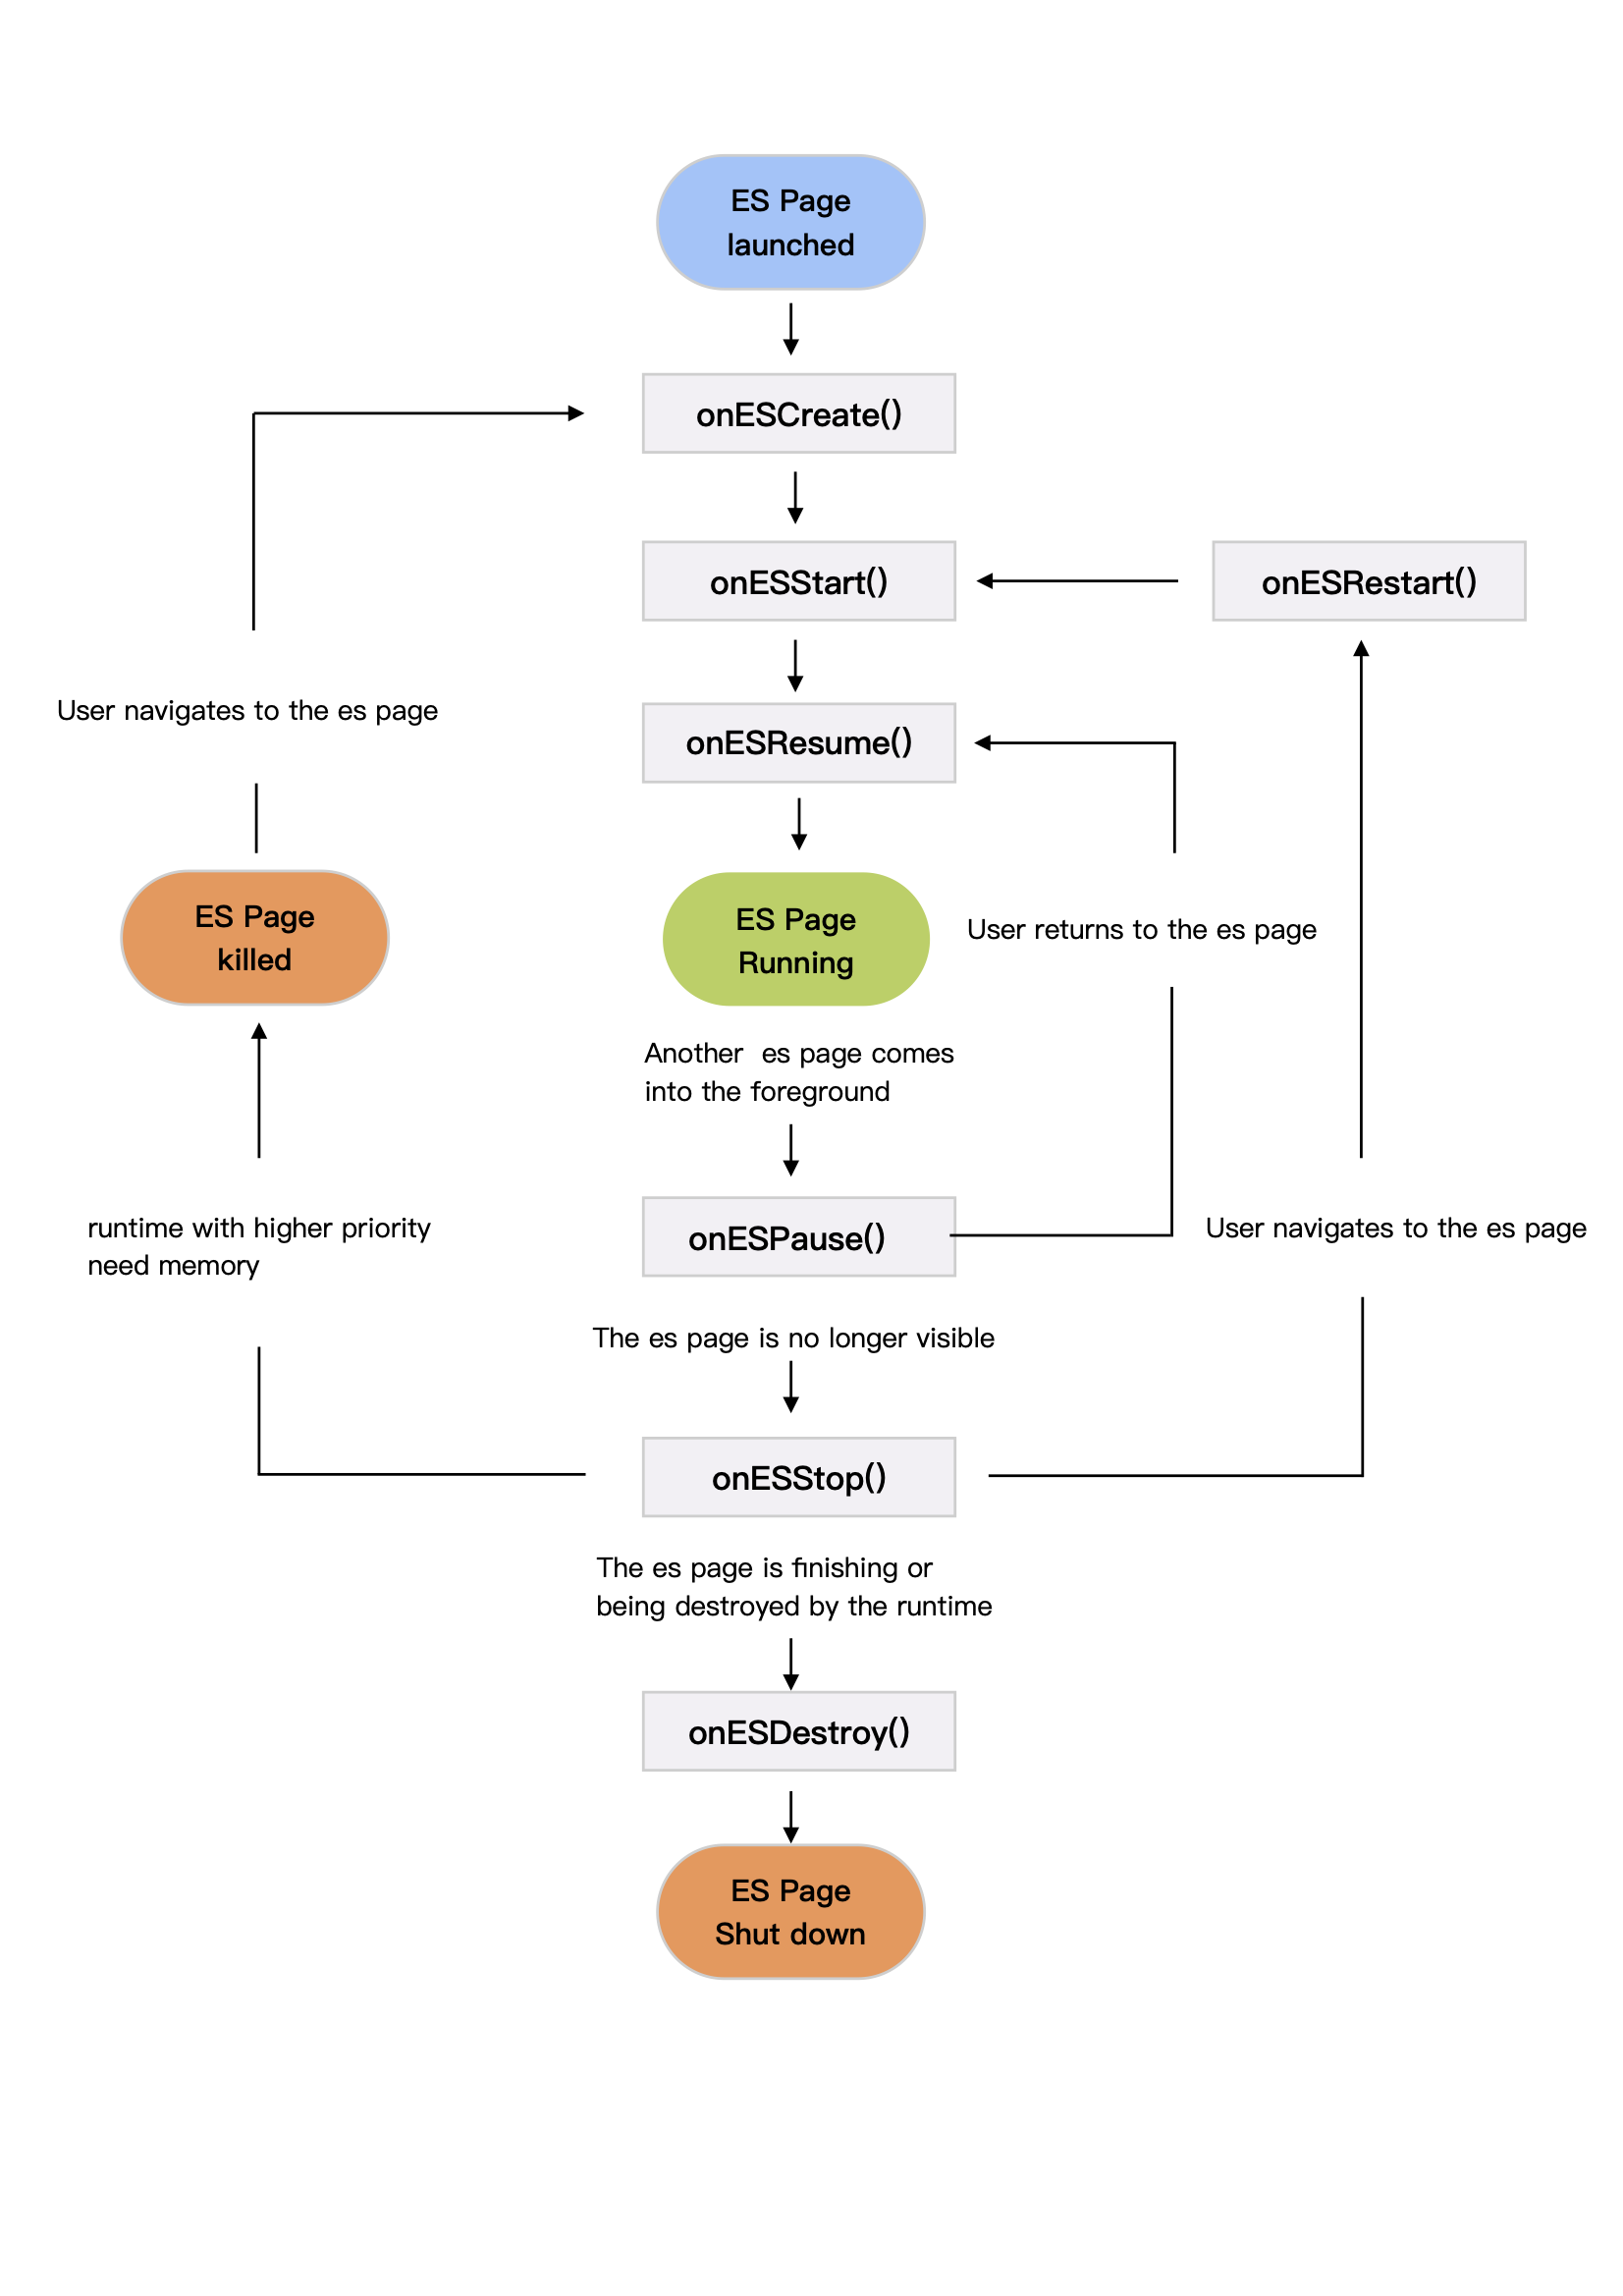 ES Page
launched
onESCreate()
onESStart()
onESRestart()
User navigates to the es page
onESResume()
ES Page
killed
ES Page
Running
User returns to the es page
Another  es page comes
into the foreground
runtime with higher priority
need memory
onESPause()
User navigates to the es page
The es page is no longer visible
onESStop()
The es page is finishing or
being destroyed by the runtime
onESDestroy()
ES Page
Shut down